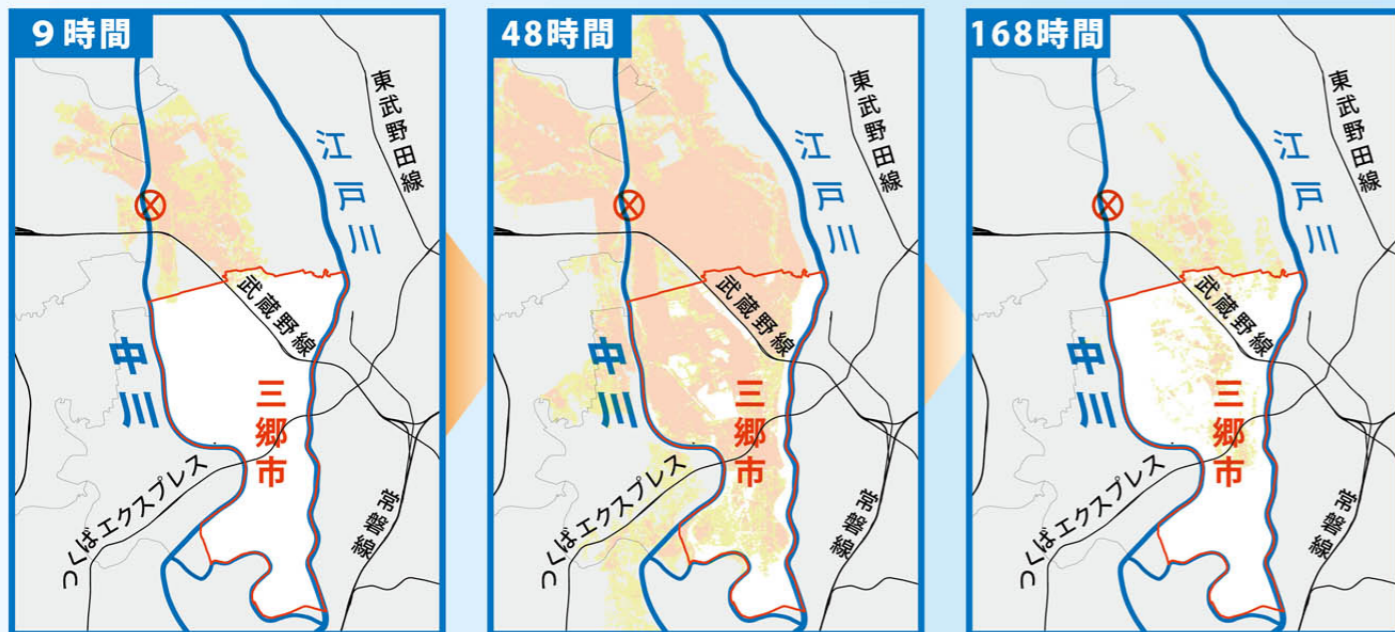 9時間
東武野田線
江戸川
武蔵野線
中川
三郷市
つくばエクスプレス
常磐線
48時間
東武野田線
江戸川
武蔵野線
中川
三郷市
つくばエクスプレス
常磐線
168時間
東武野田線
江戸川
武蔵野線
中川
三郷市
つくばエクスプレス
常磐線